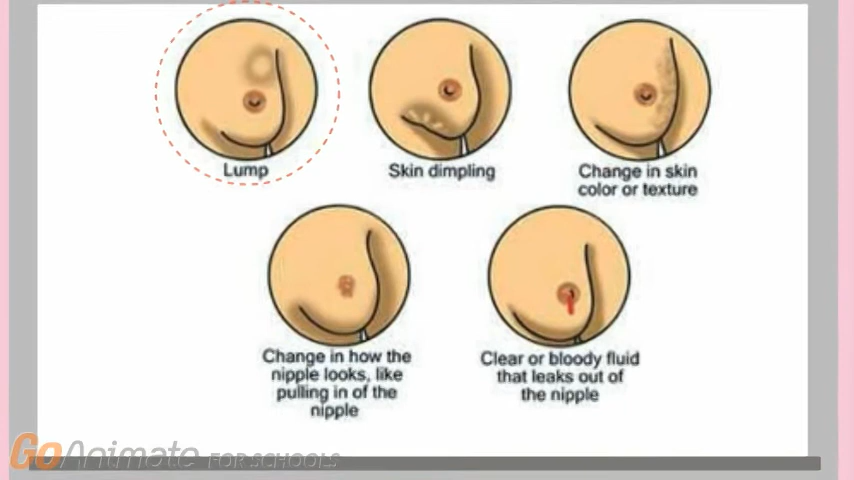 Lump
Skin dimpling
Change in skin
color or texture
Change in how the
nipple looks, like
pulling in of the
nipple
Clear or bloody fluid
that leaks out of
the nipple
GoAnimate FOR SCHOOLS